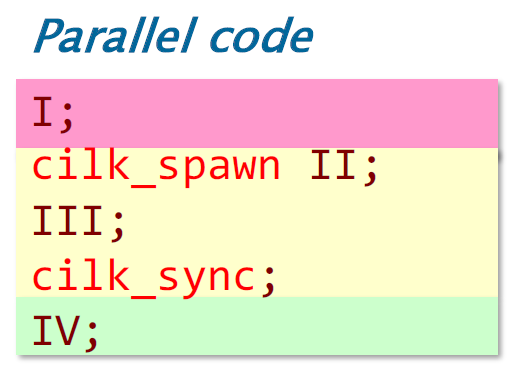 Parallel code
I;
cilk_spawn II;
III;
cilk_sync;
IV;